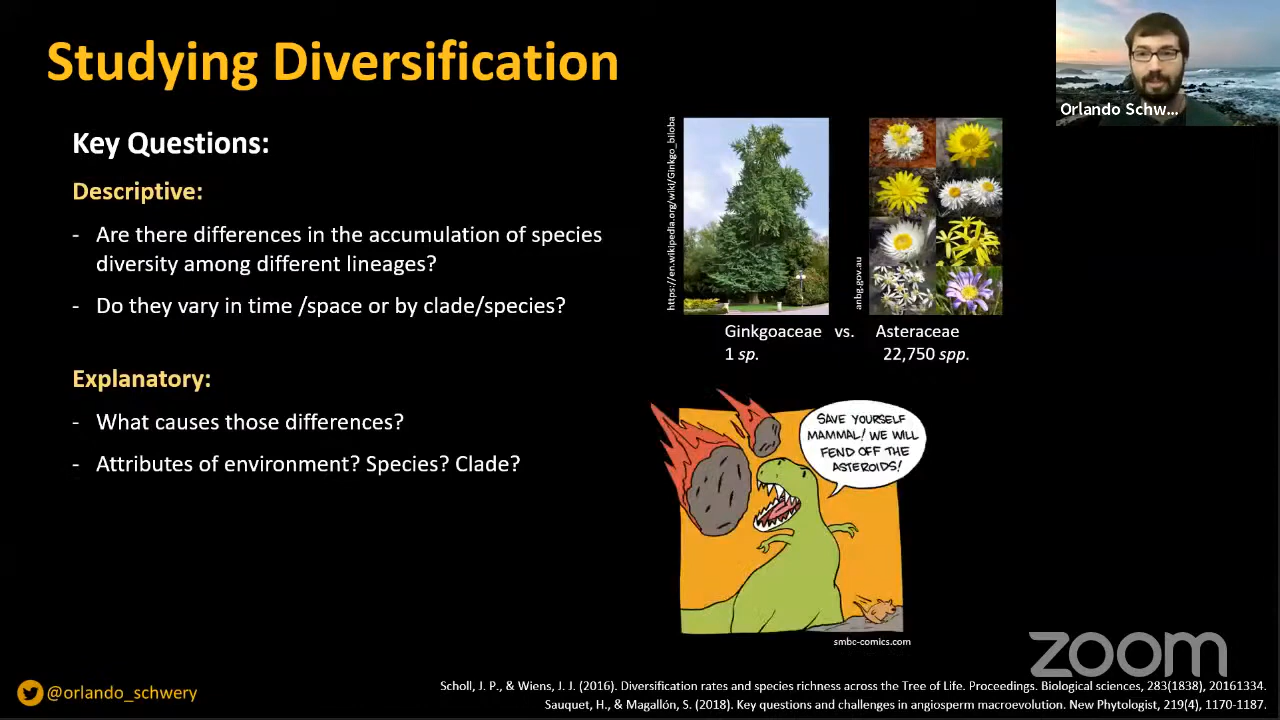 Studying Diversification
Orlando Schw...
Key Questions:
Descriptive:
- Are there differences in the accumulation of species
diversity among different lineages?
- Do they vary in time /space or by clade/species?
Explanatory:
- What causes those differences?
- Attributes of environment? Species? Clade?
https://en.wikipedia.org/wiki/Ginkgo_biloba
anbg.gov.au
Ginkgoaceae vs. Asteraceae
1 sp. 22,750 spp.
SAVE YOURSELF
MAMMAL! WE WILL
FEND OFF THE
ASTEROIDS!
smbc-comics.com
zoom
@orlando_schwery
Scholl, J. P., & Wiens, J. J. (2016). Diversification rates and species richness across the Tree of Life. Proceedings. Biological sciences, 283(1838), 20161334.
Sauquet, H., & Magallón, S. (2018). Key questions and challenges in angiosperm macroevolution. New Phytologist, 219(4), 1170-1187.